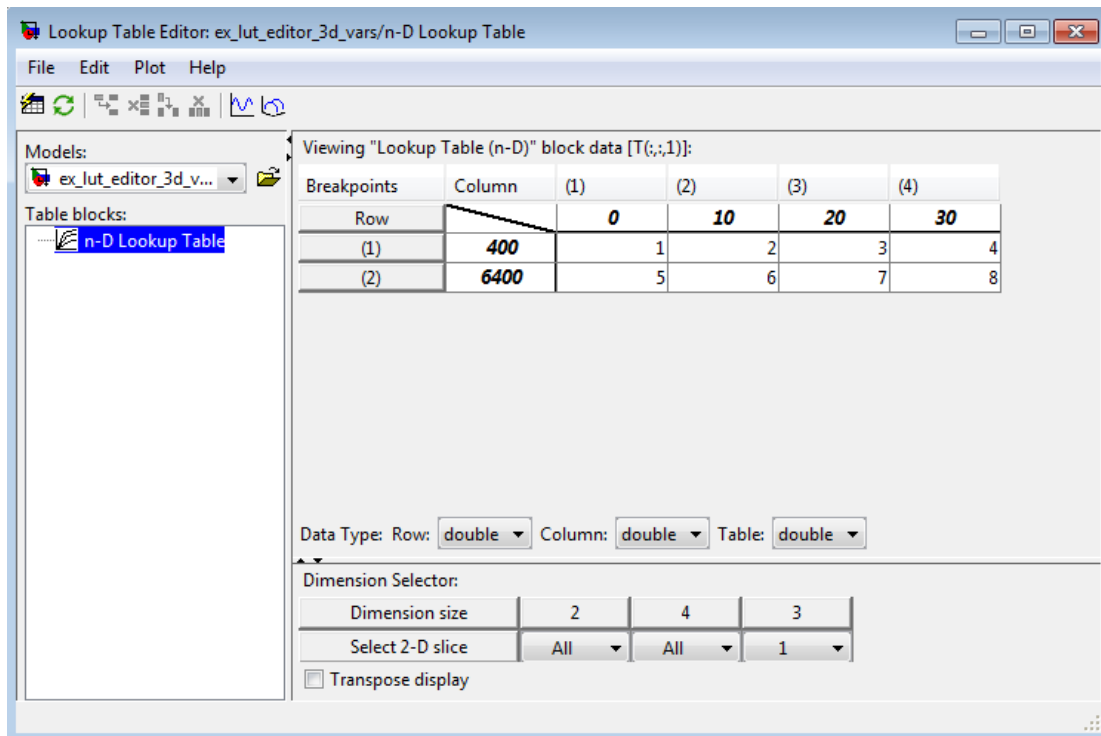 Lookup Table Editor: ex_lut_editor_3d_vars/n-D Lookup Table
File Edit Plot Help
Models:
ex_lut_editor_3d_v...
Table blocks:
n-D Lookup Table
Viewing "Lookup Table (n-D)" block data [T(:,:,1)]:
Breakpoints Column (1) (2) (3) (4)
Row 0 10 20 30
(1) 400 1 2 3 4
(2) 6400 5 6 7 8
Data Type: Row: double Column: double Table: double
Dimension Selector:
Dimension size 2 4 3
Select 2-D slice All All 1
Transpose display